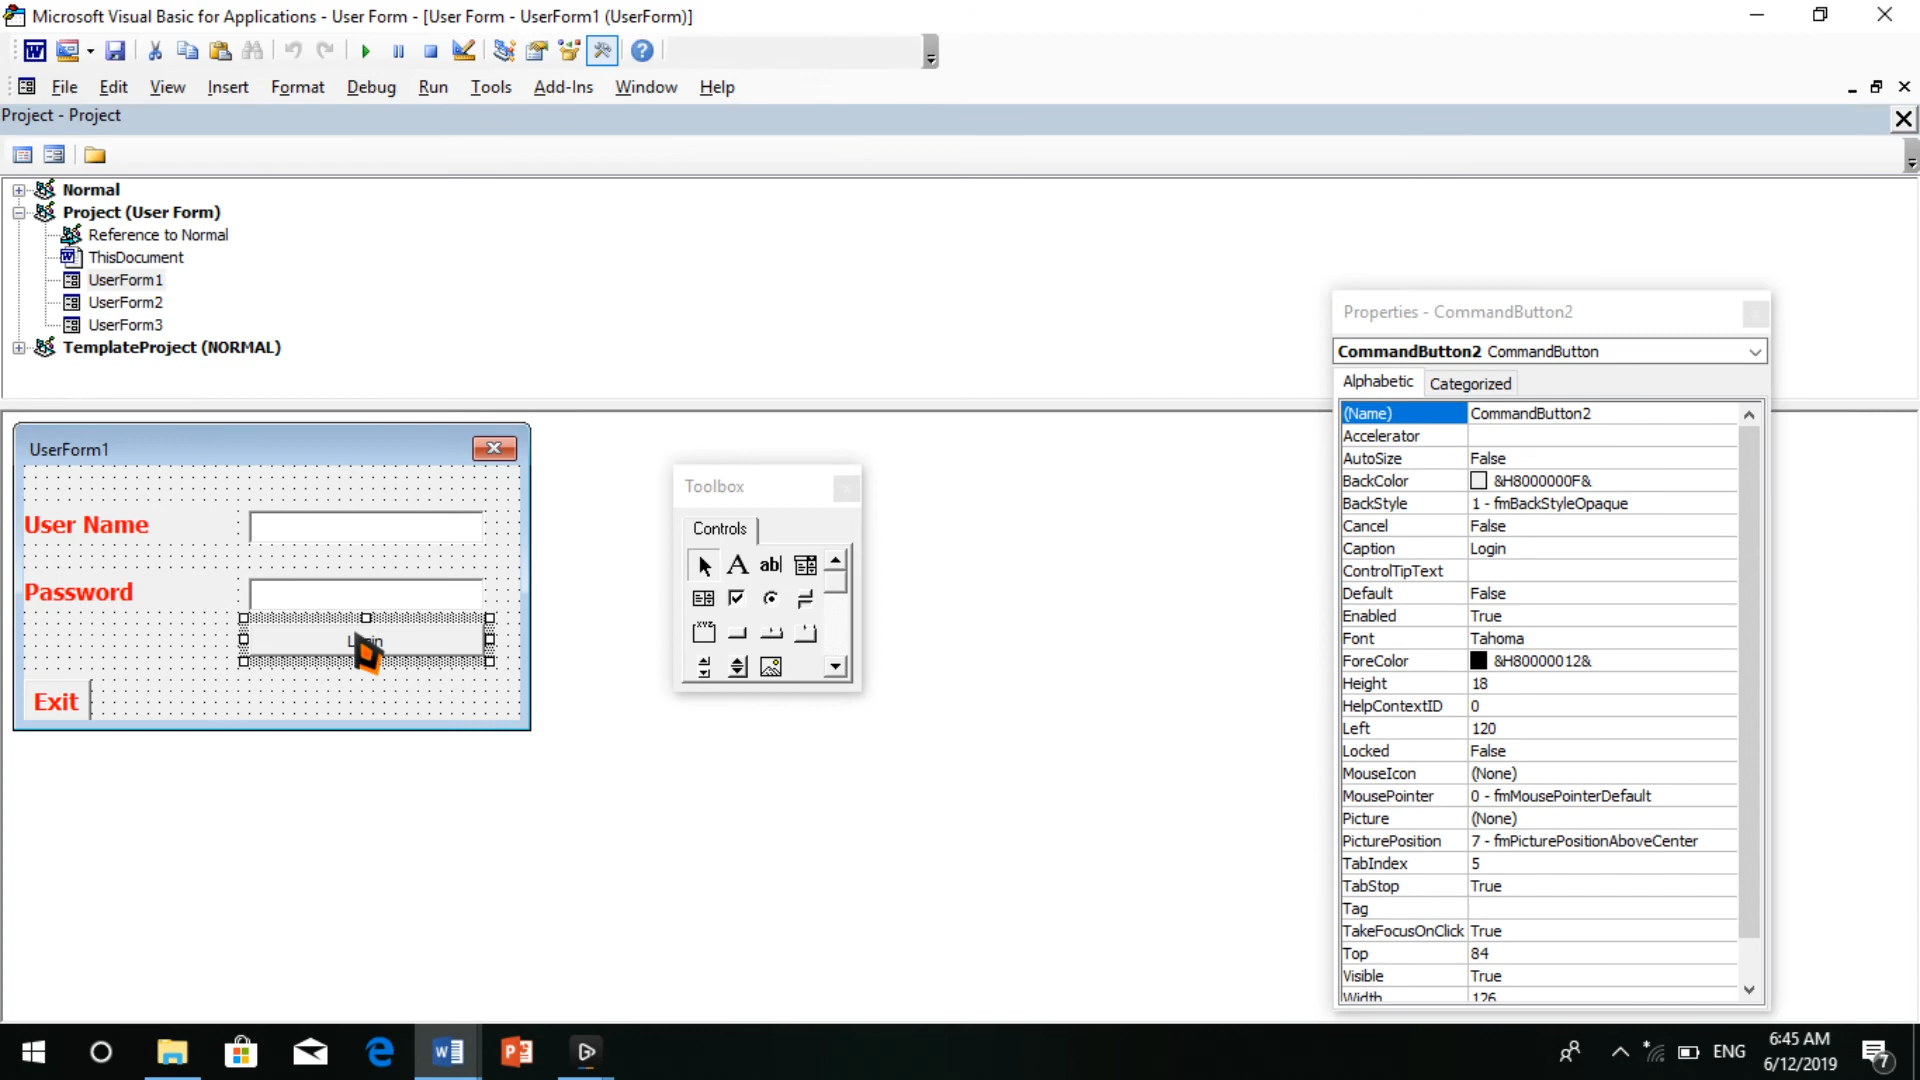 Microsoft Visual Basic for Applications - User Form - [User Form - UserForm1 (UserForm)]
File Edit View Insert Format Debug Run Tools Add-Ins Window Help
Project - Project
Normal
Project (User Form)
Reference to Normal
ThisDocument
UserForm1
UserForm2
UserForm3
TemplateProject (NORMAL)
UserForm1
User Name
Password
Exit
Toolbox
Controls
A ab|
XYZ
Properties - CommandButton2
CommandButton2 CommandButton
Alphabetic Categorized
(Name) CommandButton2
Accelerator
AutoSize False
BackColor &H8000000F&
BackStyle 1 - fmBackStyleOpaque
Cancel False
Caption Login
ControlTipText
Default False
Enabled True
Font Tahoma
ForeColor &H80000012&
Height 18
HelpContextID 0
Left 120
Locked False
MouseIcon (None)
MousePointer 0 - fmMousePointerDefault
Picture (None)
PicturePosition 7 - fmPicturePositionAboveCenter
TabIndex 5
TabStop True
Tag
TakeFocusOnClick True
Top 84
Visible True
Width 126
ENG
6:45 AM
6/12/2019
7